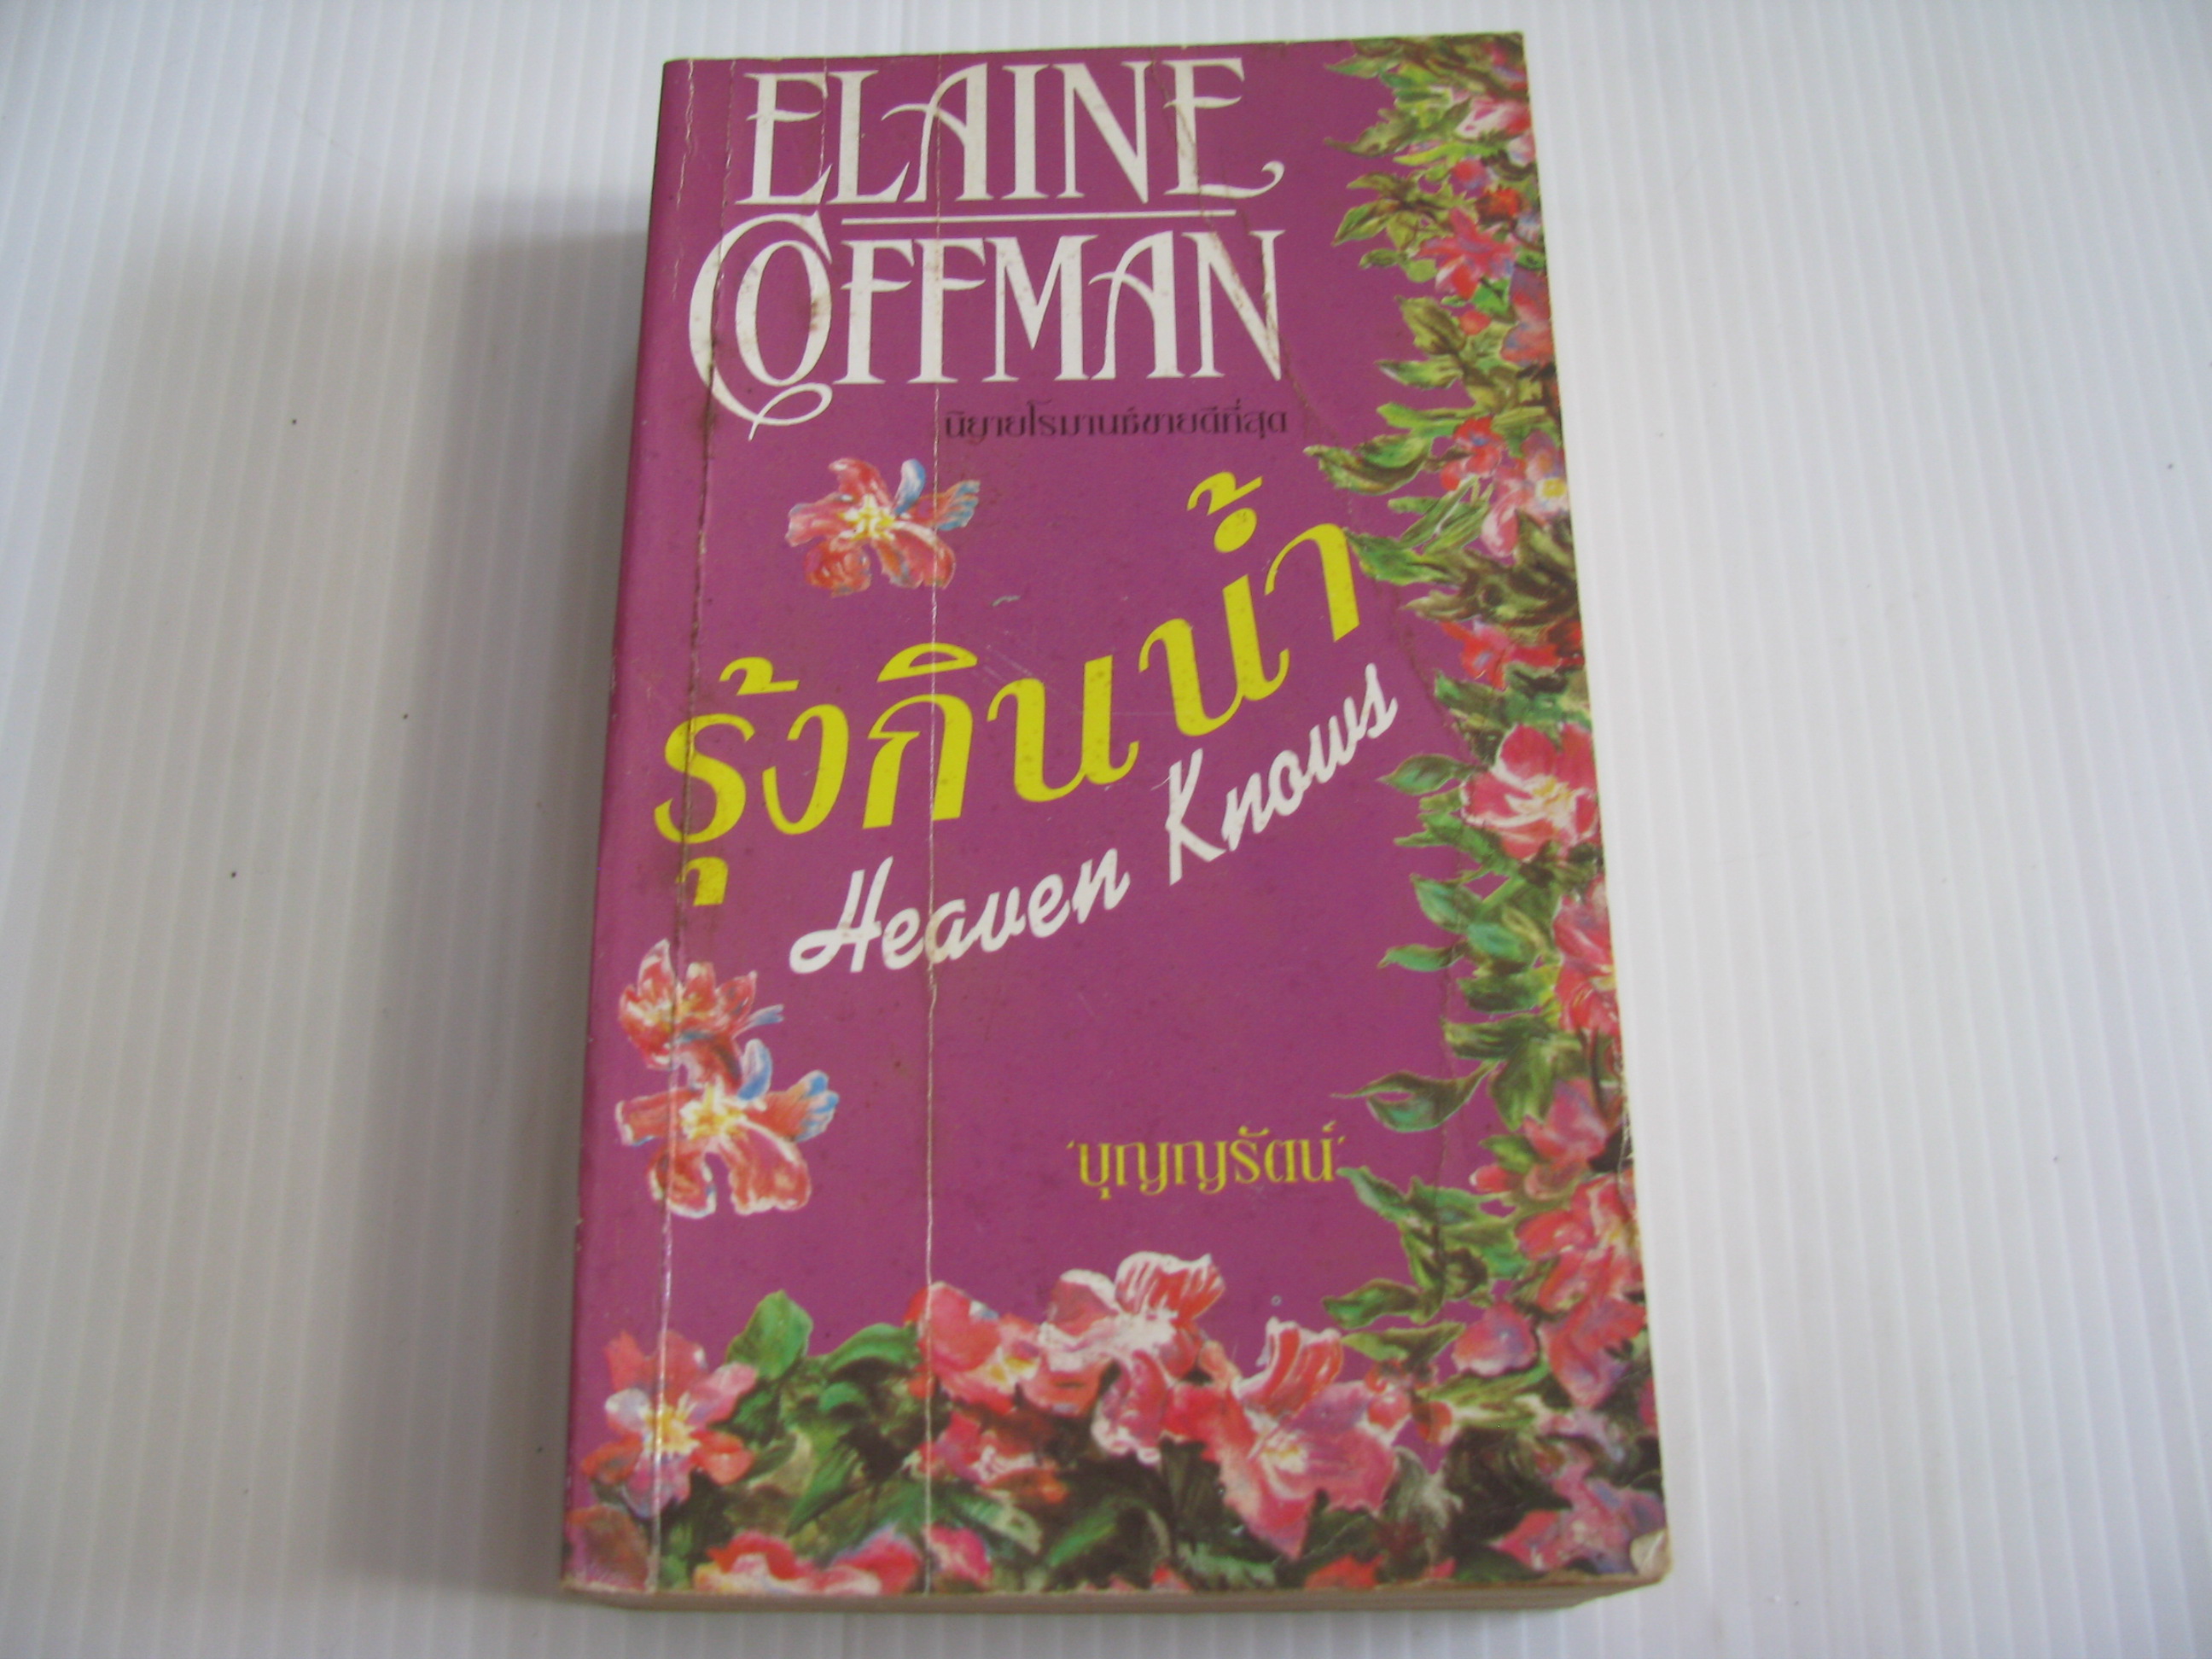 ELAINE
COFFMAN
นิยายโรมานซ์ขายดีที่สุด
รุ้งกินน้ำ
Heaven Knows
'บุญญรัตน์'